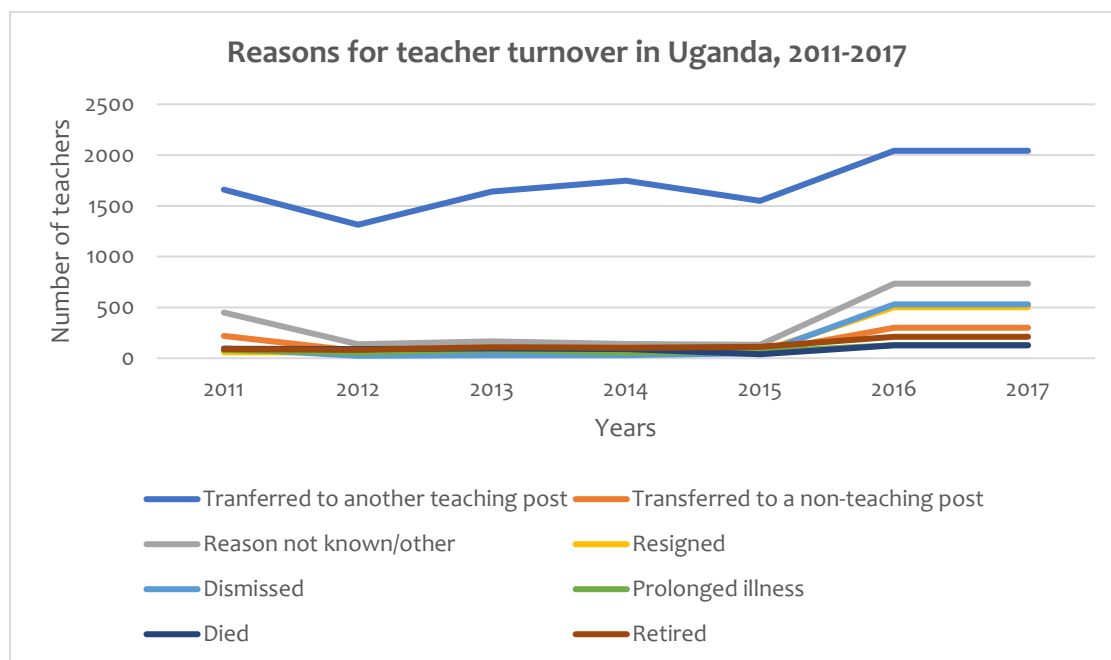 Reasons for teacher turnover in Uganda, 2011-2017
Number of teachers
2500
2000
1500
1000
500
0
2011 2012 2013 2014 2015 2016 2017
Years
Tranferred to another teaching post Transferred to a non-teaching post
Reason not known/other Resigned
Dismissed Prolonged illness
Died Retired